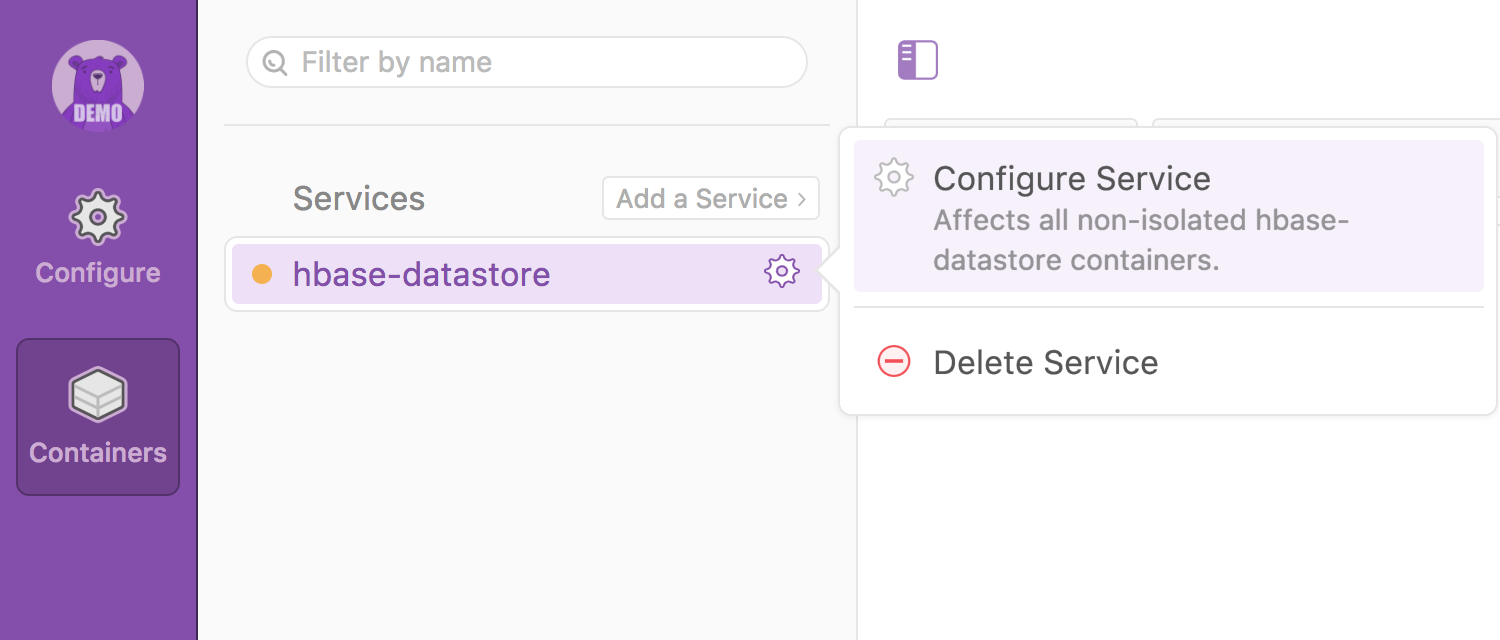 DEMO
Configure
Containers
Filter by name
Services
Add a Service ›
hbase-datastore
Configure Service
Affects all non-isolated hbase-
datastore containers.
Delete Service